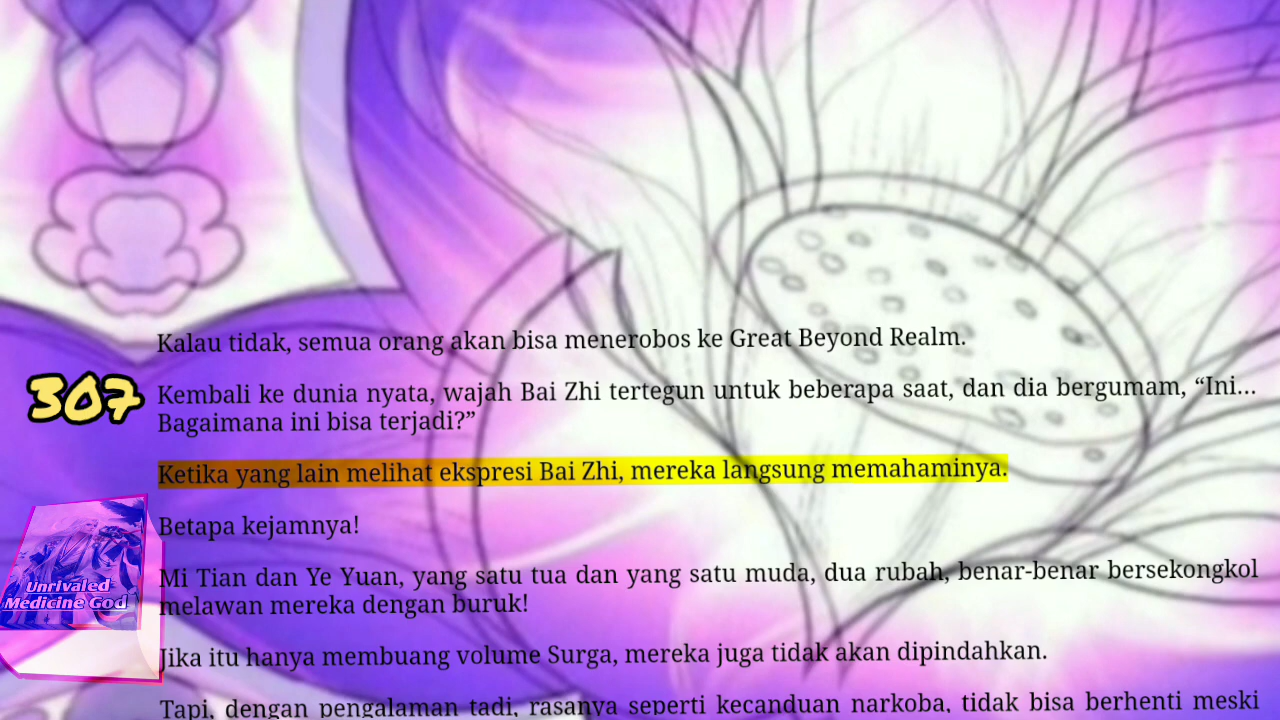 Kalau tidak, semua orang akan bisa menerobos ke Great Beyond Realm.
307
Kembali ke dunia nyata, wajah Bai Zhi tertegun untuk beberapa saat, dan dia bergumam, “Ini...
Bagaimana ini bisa terjadi?”
Ketika yang lain melihat ekspresi Bai Zhi, mereka langsung memahaminya.
Betapa kejamnya!
Mi Tian dan Ye Yuan, yang satu tua dan yang satu muda, dua rubah, benar-benar bersekongkol
melawan mereka dengan buruk!
Unrivaled
Medicine God
Jika itu hanya membuang volume Surga, mereka juga tidak akan dipindahkan.
Tapi, dengan pengalaman tadi, rasanya seperti kecanduan narkoba, tidak bisa berhenti meski